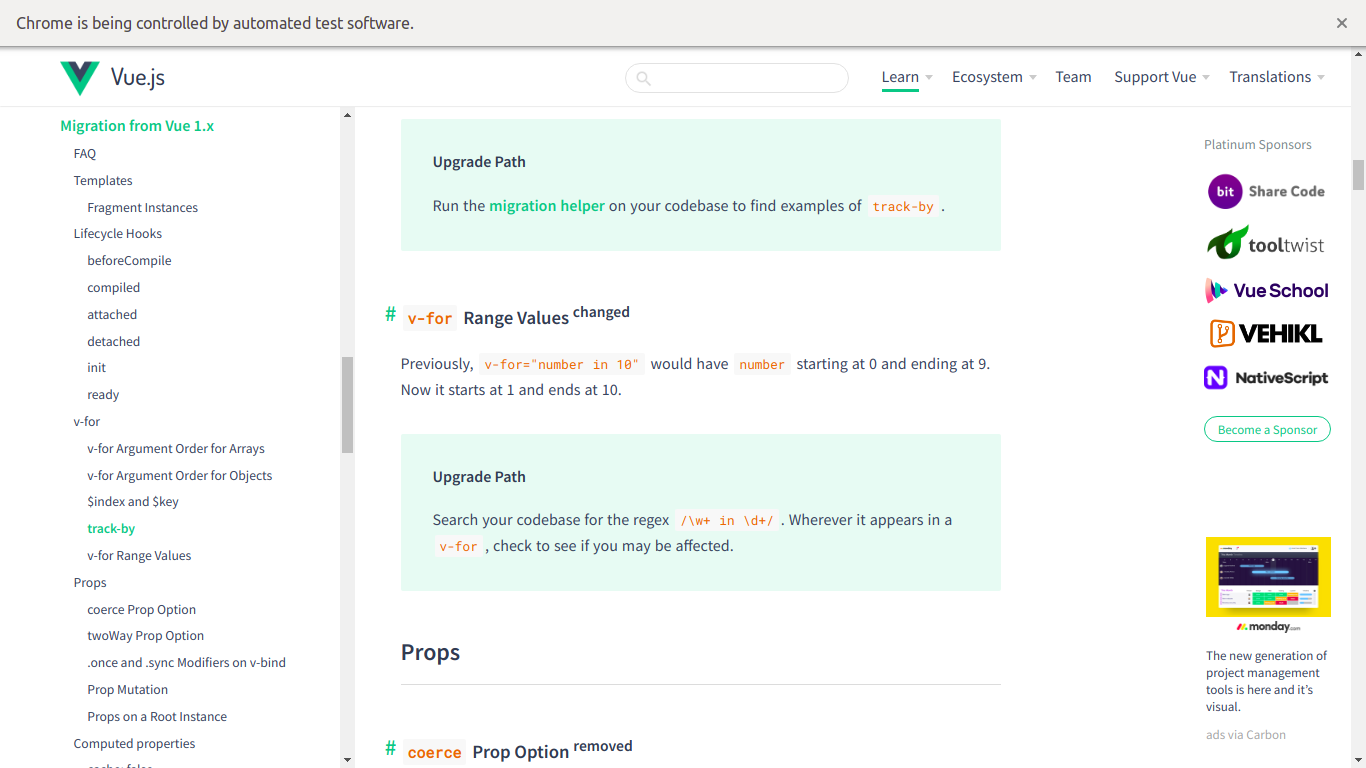 Chrome is being controlled by automated test software.
Vue.js
Learn
Ecosystem
Team
Support Vue
Translations
Migration from Vue 1.x
FAQ
Templates
Fragment Instances
Lifecycle Hooks
beforeCompile
compiled
attached
detached
init
ready
v-for
v-for Argument Order for Arrays
v-for Argument Order for Objects
$index and $key
track-by
v-for Range Values
Props
coerce Prop Option
twoWay Prop Option
.once and .sync Modifiers on v-bind
Prop Mutation
Props on a Root Instance
Computed properties
cache: false
Upgrade Path
Run the migration helper on your codebase to find examples of track-by .
# v-for Range Values changed
Previously, v-for="number in 10" would have number starting at 0 and ending at 9.
Now it starts at 1 and ends at 10.
Upgrade Path
Search your codebase for the regex /\w+ in \d+/ . Wherever it appears in a
v-for , check to see if you may be affected.
Props
# coerce Prop Option removed
Platinum Sponsors
bit Share Code
tooltwist
Vue School
VEHIKL
NativeScript
Become a Sponsor
monday.com
The new generation of
project management
tools is here and it's
visual.
ads via Carbon